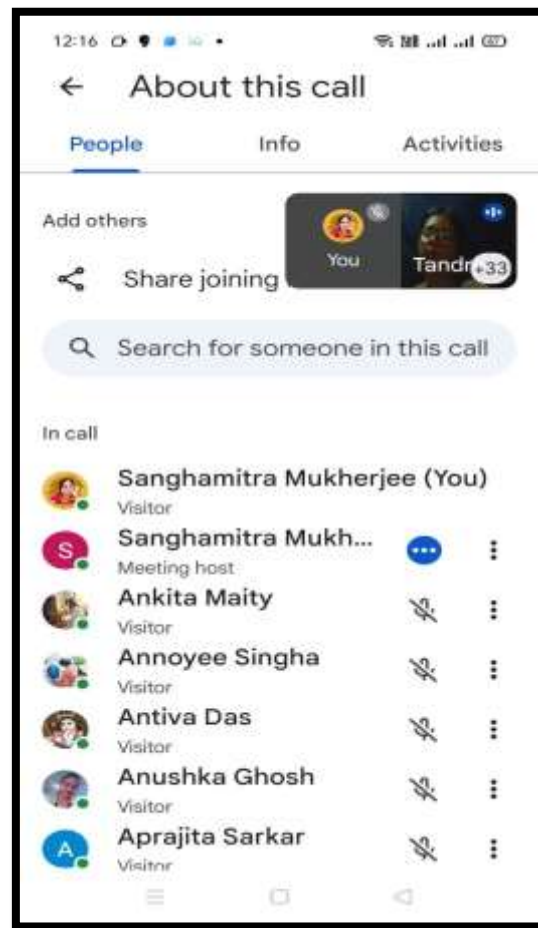 12:16
About this call
People Info Activities
Add others
You Tandr +33
Share joining
Search for someone in this call
In call
Sanghamitra Mukherjee (You)
Visitor
S Sanghamitra Mukh...
Meeting host
Ankita Maity
Visitor
Annoyee Singha
Visitor
Antiva Das
Visitor
Anushka Ghosh
Visitor
A Aprajita Sarkar
Visitor